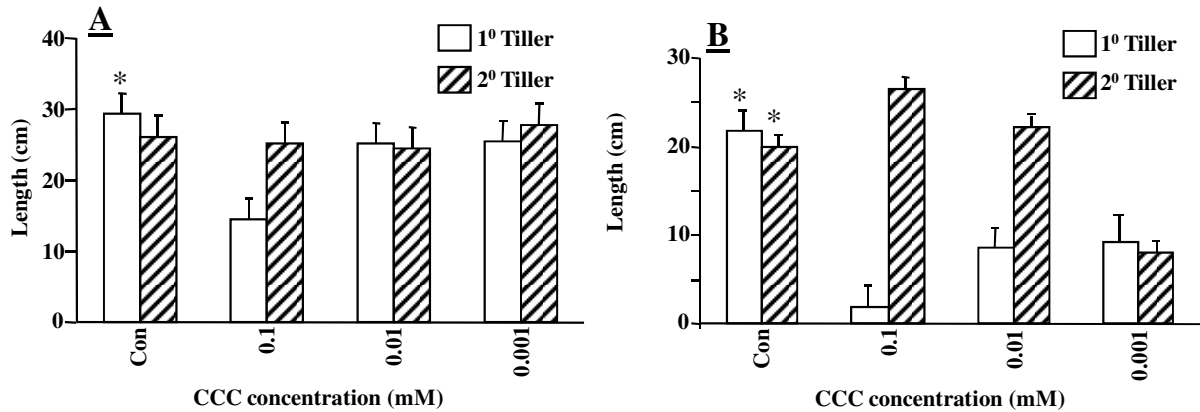 A
1⁰ Tiller
2⁰ Tiller
40
30
20
10
0
Length (cm)
*
Con
0.1
0.01
0.001
CCC concentration (mM)
B
1⁰ Tiller
2⁰ Tiller
30
20
10
0
Length (cm)
*
*
Con
0.1
0.01
0.001
CCC concentration (mM)